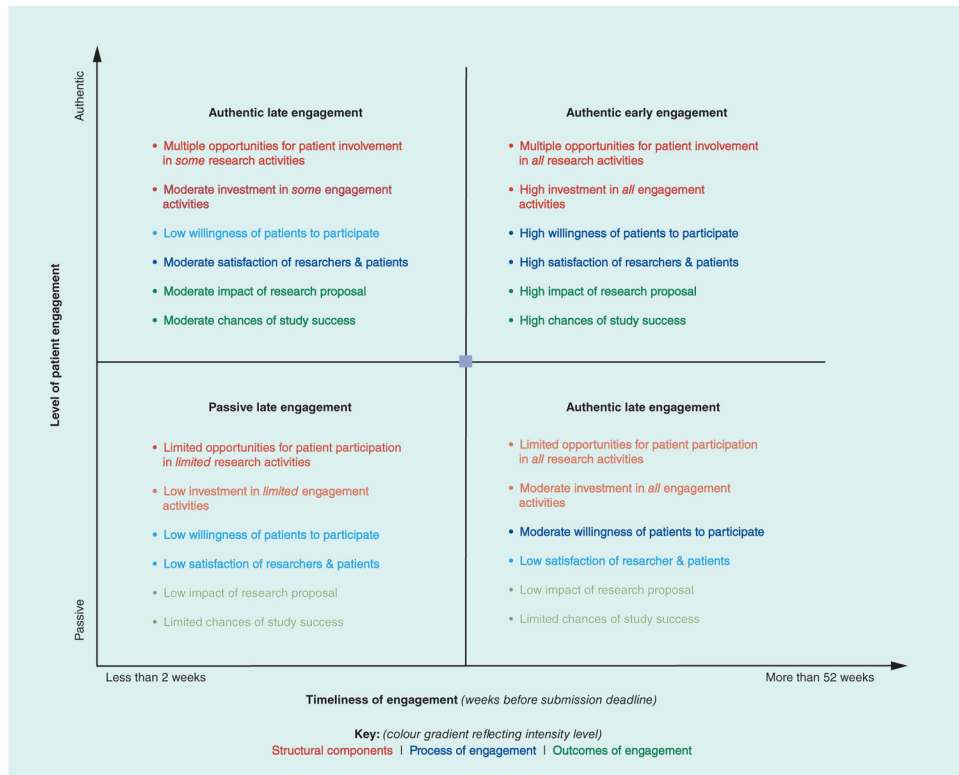 Level of patient engagement
Authentic
Passive
Authentic late engagement
• Multiple opportunities for patient involvement
in some research activities
• Moderate investment in some engagement
activities
• Low willingness of patients to participate
• Moderate satisfaction of resarchers & patients
• Moderate impact of research proposal
• Moderate chances of study success
Authentic early engagement
• Multiple opportunities for patient involvement
in all research activities
• High investment in all engagement
activities
• High willingness of patients to participate
• High satisfaction of resarchers & patients
• High impact of research proposal
• High chances of study success
Passive late engagement
• Limited opportunities for patient participation
in limited research activities
• Low investment in limited engagement
activities
• Low willingness of patients to participate
• Low satisfaction of resarchers & patients
• Low impact of research proposal
• Limited chances of study success
Authentic late engagement
• Limited opportunities for patient participation
in all research activities
• Moderate investment in all engagement
activities
• Moderate willingness of patients to participate
• Low satisfaction of resarcher & patients
• Low impact of research proposal
• Limited chances of study success
Less than 2 weeks
More than 52 weeks
Timeliness of engagement (weeks before submission deadline)
Key: (colour gradient reflecting intensity level)
Structural components | Process of engagement | Outcomes of engagement